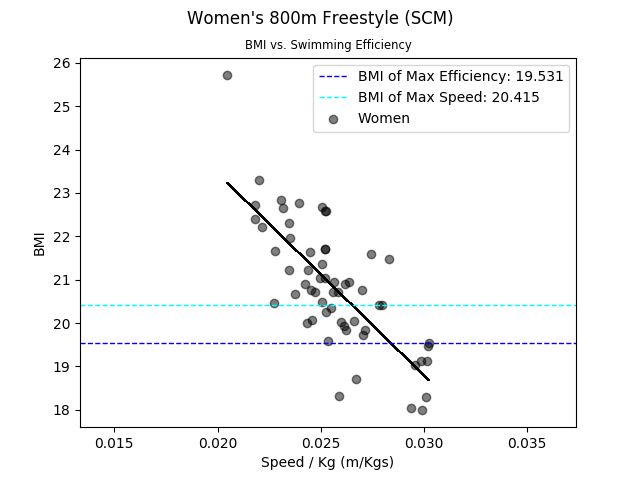 Women's 800m Freestyle (SCM)
BMI vs. Swimming Efficiency
BMI of Max Efficiency: 19.531
BMI of Max Speed: 20.415
Women
26
25
24
23
22
21
20
19
18
BMI
0.015
0.020
0.025
0.030
0.035
Speed / Kg (m/Kgs)